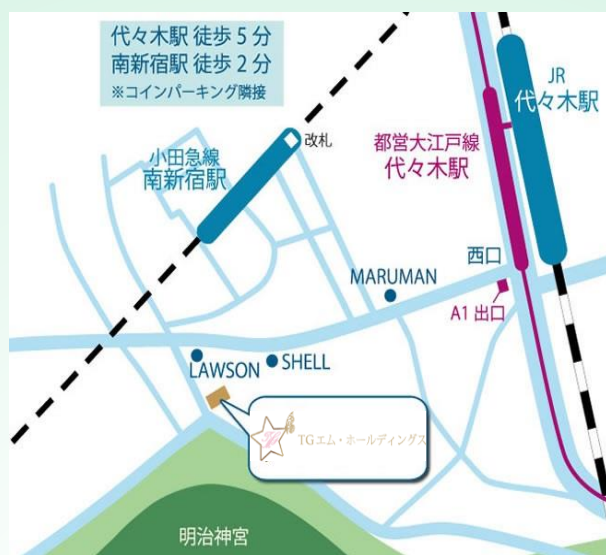 代々木駅 徒歩5分
南新宿駅 徒歩2分
※コインパーキング隣接
JR
代々木駅
改札
都営大江戸線
代々木駅
小田急線
南新宿駅
西口
MARUMAN
A1 出口
LAWSON
SHELL
TGエム・ホールディングス
明治神宮